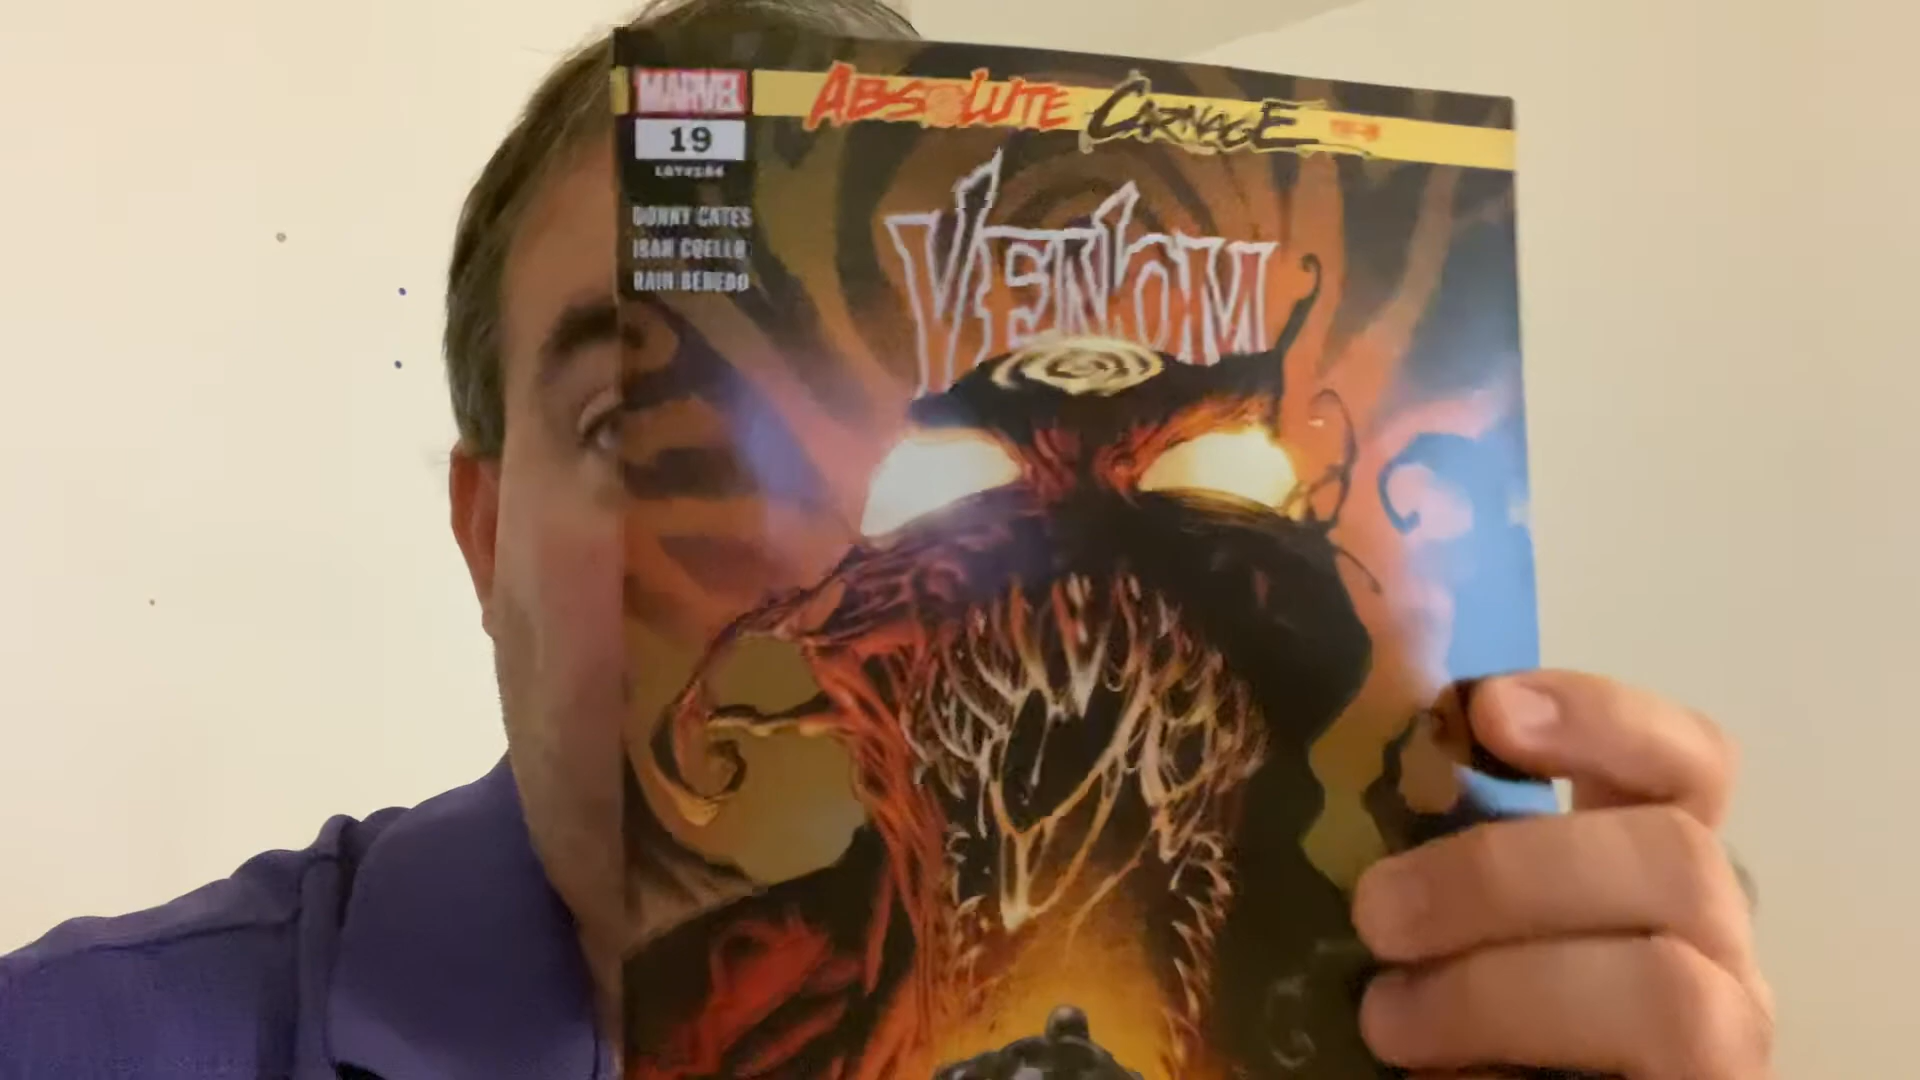 MARVEL
19
ABSOLUTE CARNAGE
DONNY CATES
IBAN COELLO
RAIN BEREDO
VENOM